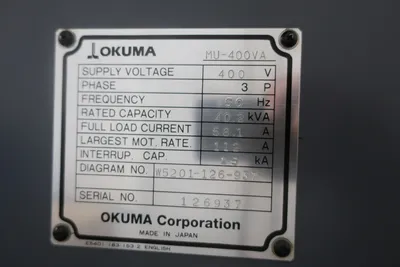 OKUMA MU-400VA
SUPPLY VOLTAGE 400 V
PHASE 3 P
FREQUENCY Hz
RATED CAPACITY kVA
FULL LOAD CURRENT A
LARGEST MOT. RATE. A
INTERRUP. CAP. kA
DIAGRAM NO.
SERIAL NO. 126937
OKUMA Corporation
MADE IN JAPAN
ENGLISH